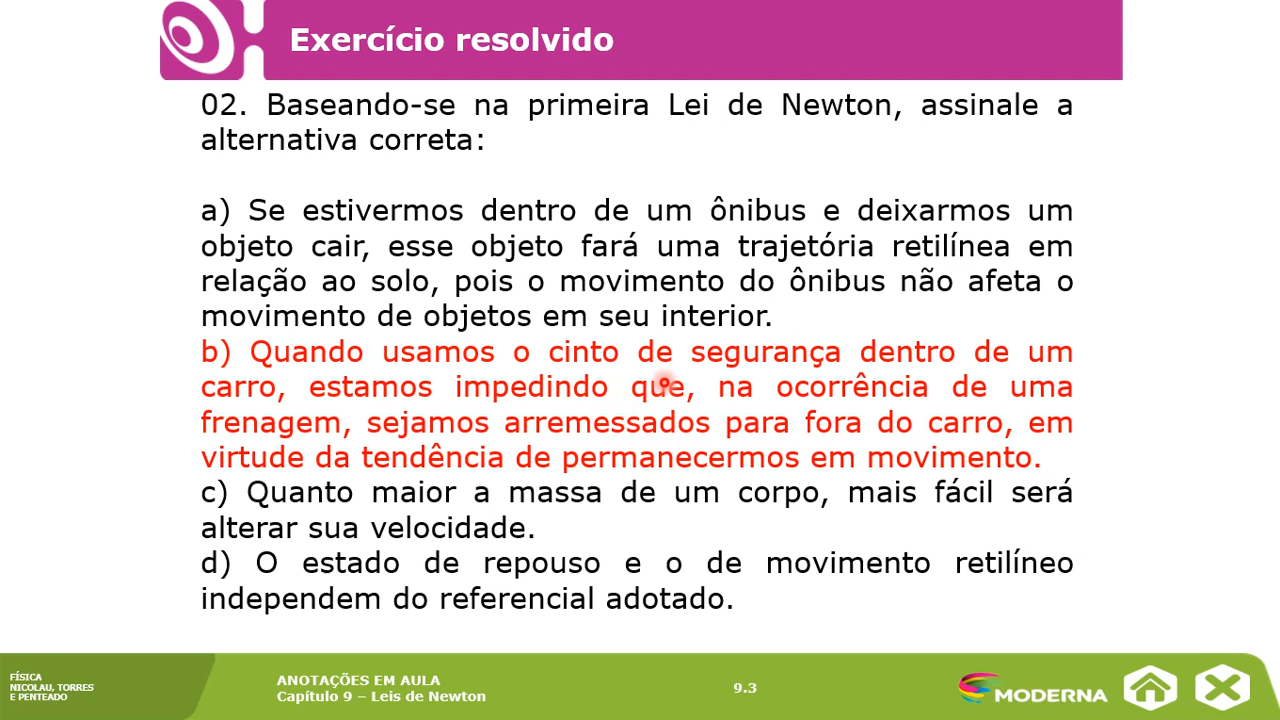 Exercício resolvido
02. Baseando-se na primeira Lei de Newton, assinale a
alternativa correta:
a) Se estivermos dentro de um ônibus e deixarmos um
objeto cair, esse objeto fará uma trajetória retilínea em
relação ao solo, pois o movimento do ônibus não afeta o
movimento de objetos em seu interior.
b) Quando usamos o cinto de segurança dentro de um
carro, estamos impedindo que, na ocorrência de uma
frenagem, sejamos arremessados para fora do carro, em
virtude da tendência de permanecermos em movimento.
c) Quanto maior a massa de um corpo, mais fácil será
alterar sua velocidade.
d) O estado de repouso e o de movimento retilíneo
independem do referencial adotado.
FÍSICA
NICOLAU, TORRES
E PENTEADO
ANOTAÇÕES EM AULA
Capítulo 9 – Leis de Newton
9.3
MODERNA